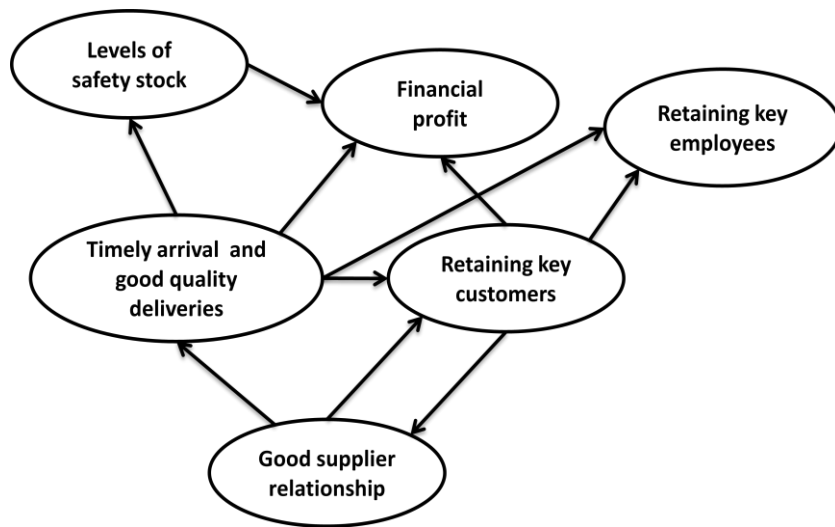 Levels of
safety stock
Financial
profit
Retaining key
employees
Timely arrival and
good quality
deliveries
Retaining key
customers
Good supplier
relationship